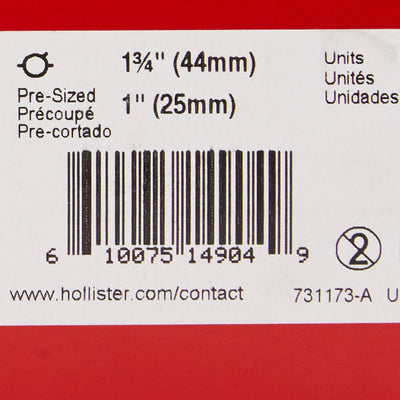 1¾" (44mm)
Pre-Sized
Précoupé
Pre-cortado
1" (25mm)
Units
Unités
Unidades
6 10075 14904 9
2
www.hollister.com/contact
731173-A U